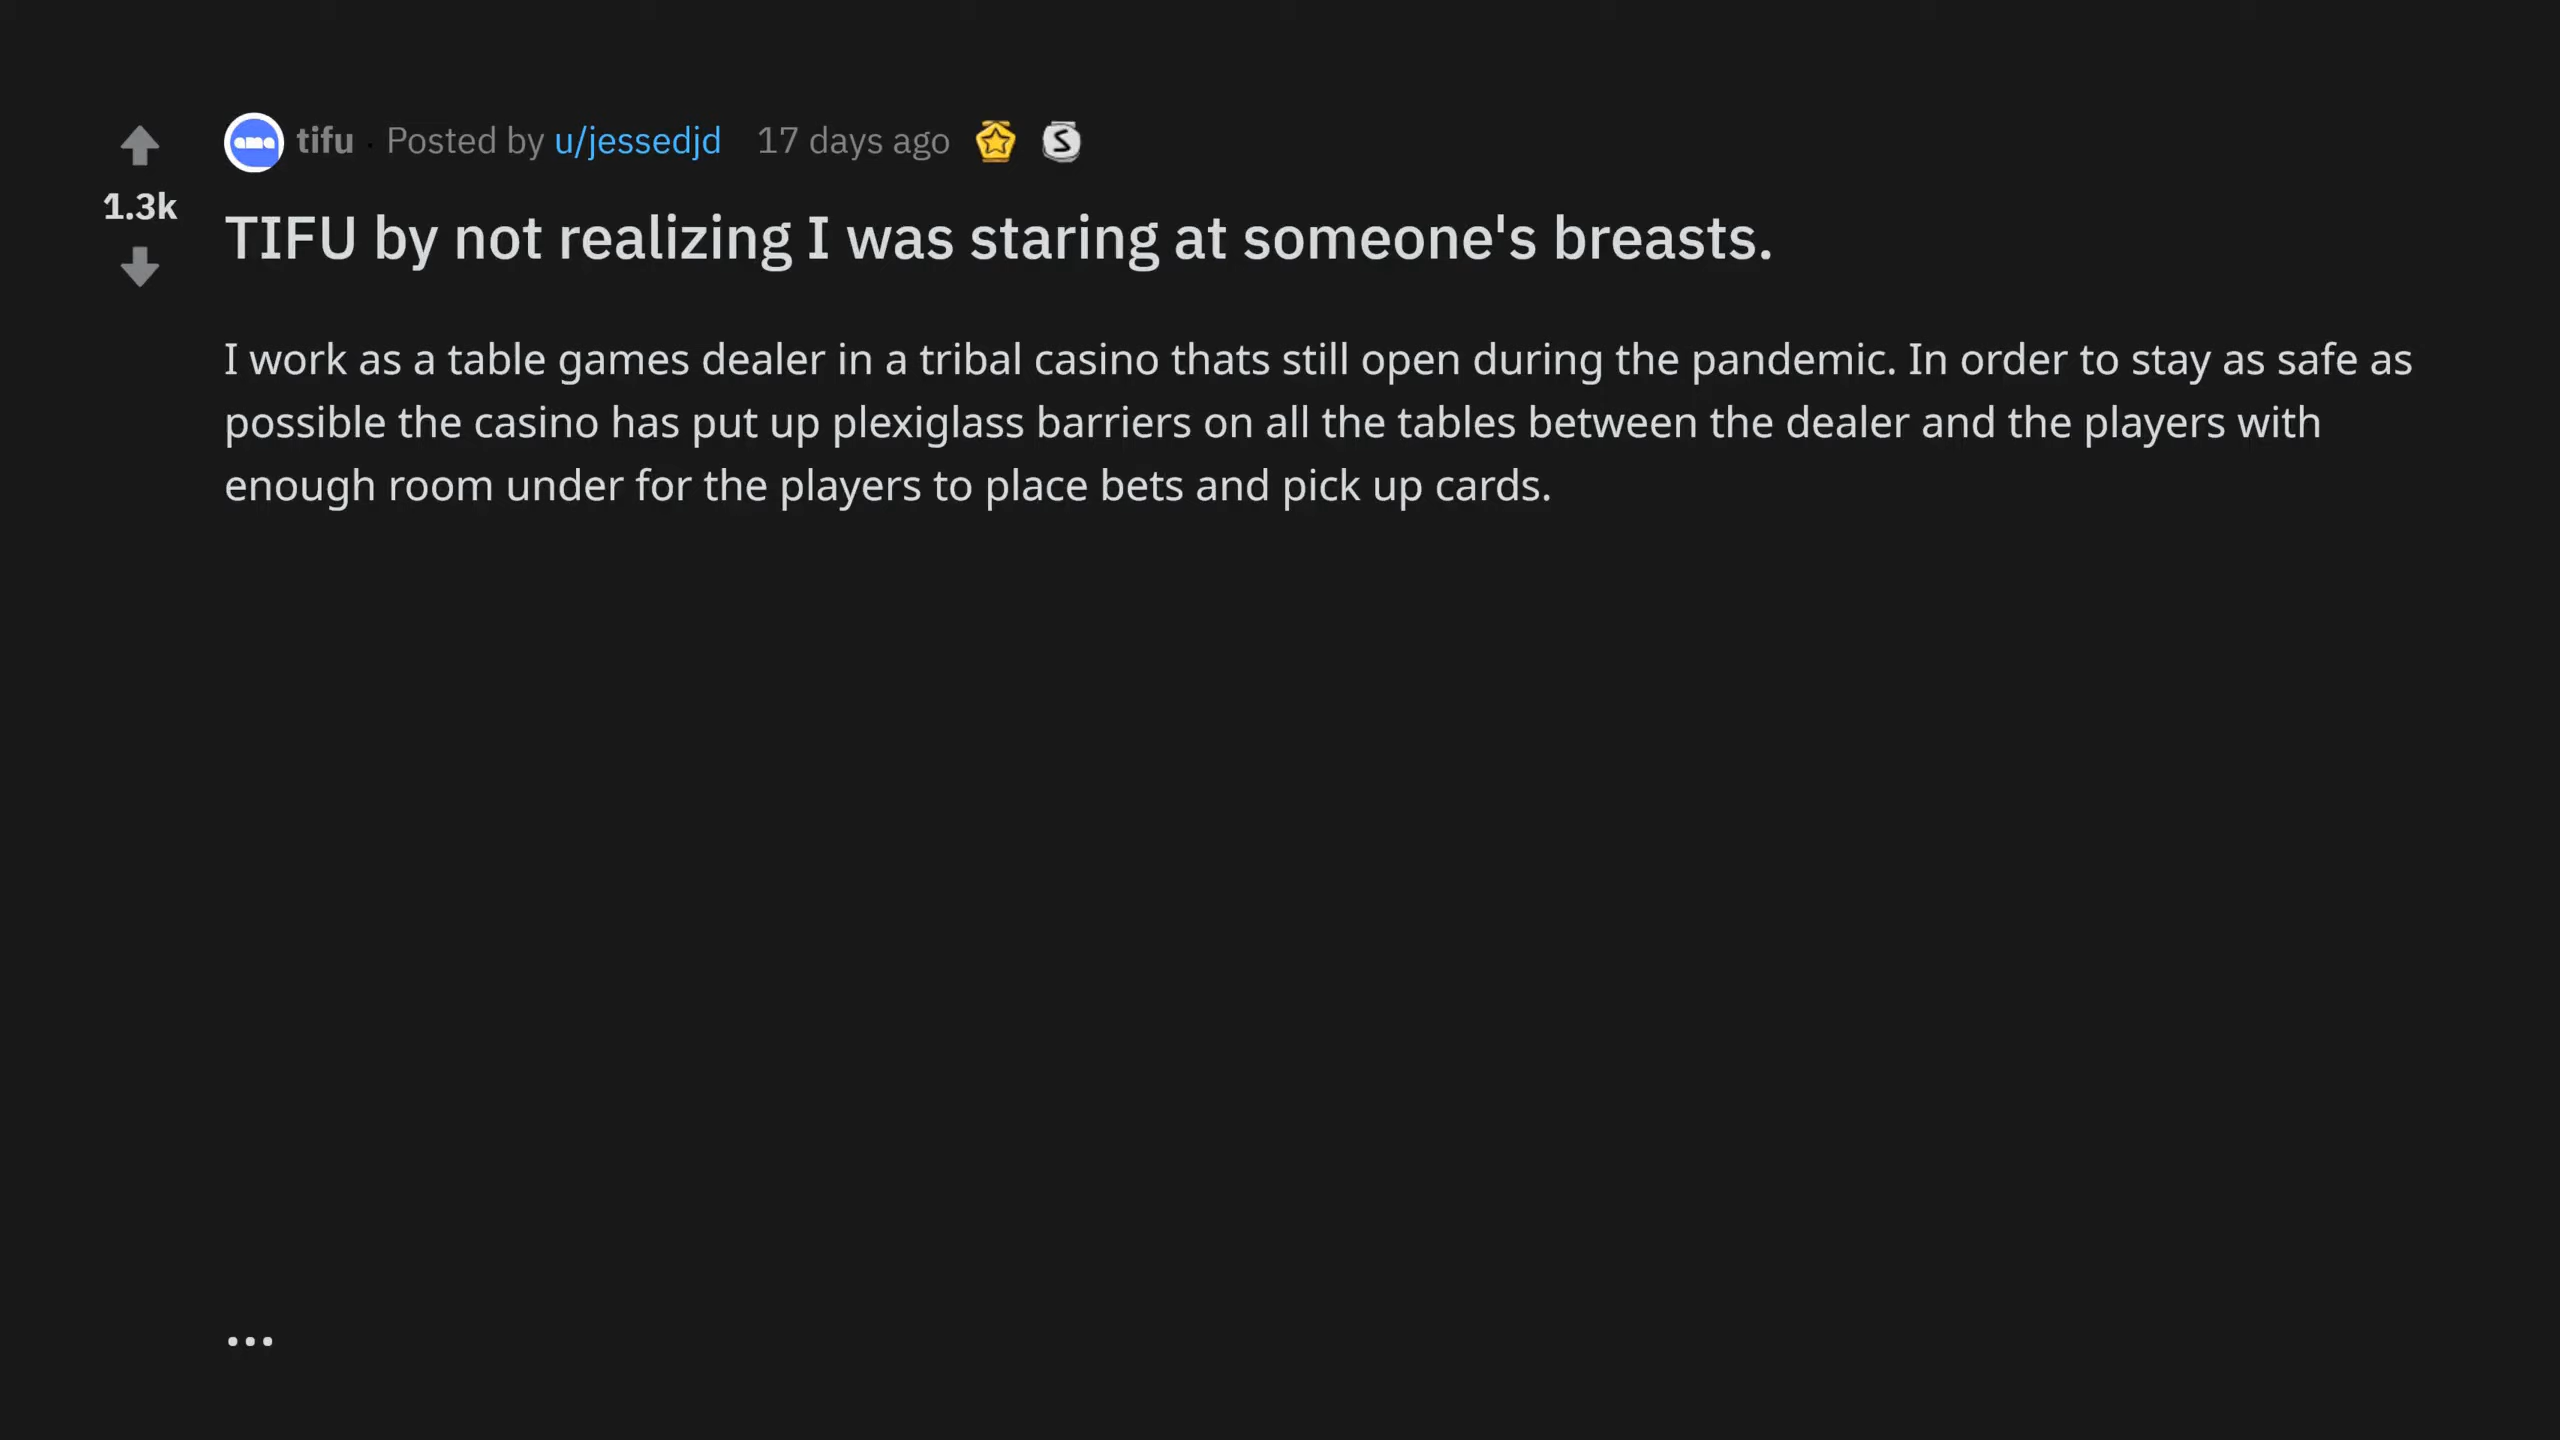 ama tifu · Posted by u/jessedjd 17 days ago S
1.3k
TIFU by not realizing I was staring at someone's breasts.
I work as a table games dealer in a tribal casino thats still open during the pandemic. In order to stay as safe as
possible the casino has put up plexiglass barriers on all the tables between the dealer and the players with
enough room under for the players to place bets and pick up cards.
...